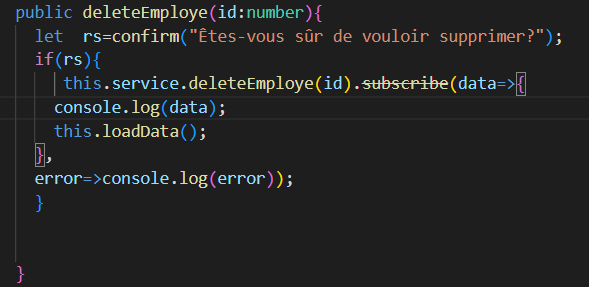 public deleteEmploye(id:number){
let  rs=confirm("Êtes-vous sûr de vouloir supprimer?");
if(rs){
this.service.deleteEmploye(id).subscribe(data=>{
console.log(data);
this.loadData();
},
error=>console.log(error));
}
}